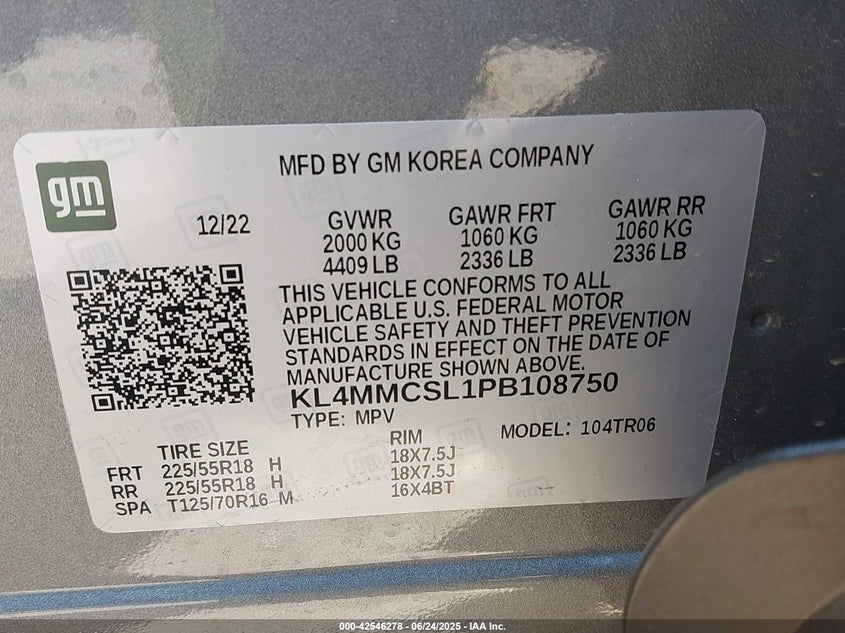 gm
MFD BY GM KOREA COMPANY
12/22
GVWR
2000 KG
4409 LB
GAWR FRT
1060 KG
2336 LB
GAWR RR
1060 KG
2336 LB
THIS VEHICLE CONFORMS TO ALL
APPLICABLE U.S. FEDERAL MOTOR
VEHICLE SAFETY AND THEFT PREVENTION
STANDARDS IN EFFECT ON THE DATE OF
MANUFACTURE SHOWN ABOVE.
KL4MMCSL1PB108750
TYPE: MPV
MODEL: 104TR06
TIRE SIZE RIM
FRT 225/55R18 H 18X7.5J
RR 225/55R18 H 18X7.5J
SPA T125/70R16 M 16X4BT
000-42546278 - 06/24/2025 - IAA Inc.